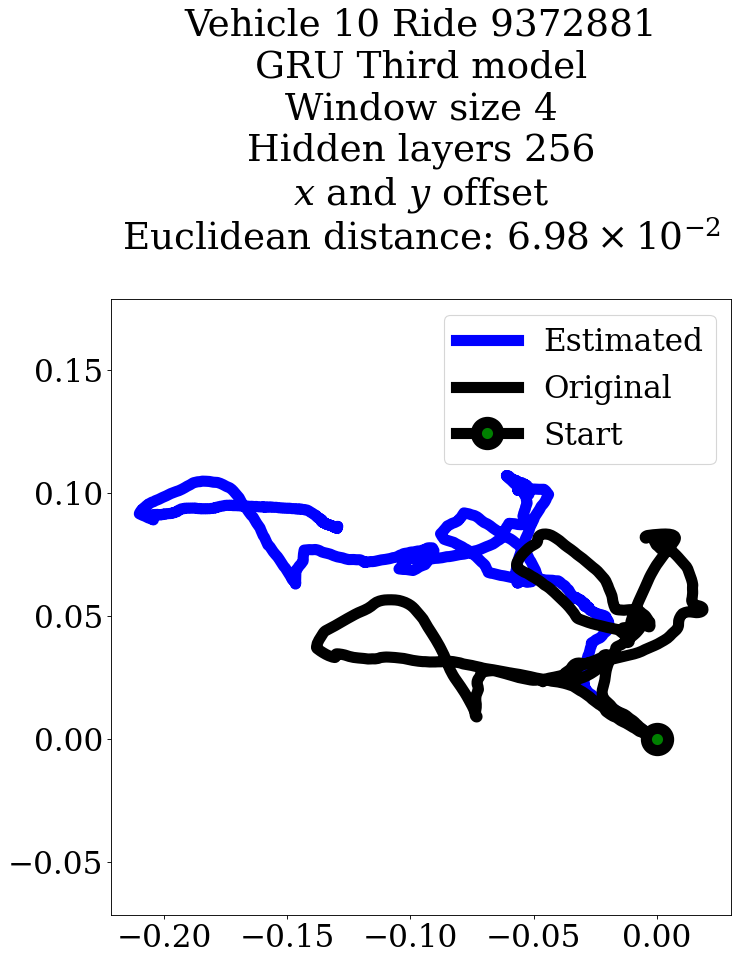 Vehicle 10 Ride 9372881
GRU Third model
Window size 4
Hidden layers 256
x and y offset
Euclidean distance: 6.98 × 10⁻²
Estimated
Original
Start
0.15
0.10
0.05
0.00
−0.05
−0.20 −0.15 −0.10 −0.05 0.00